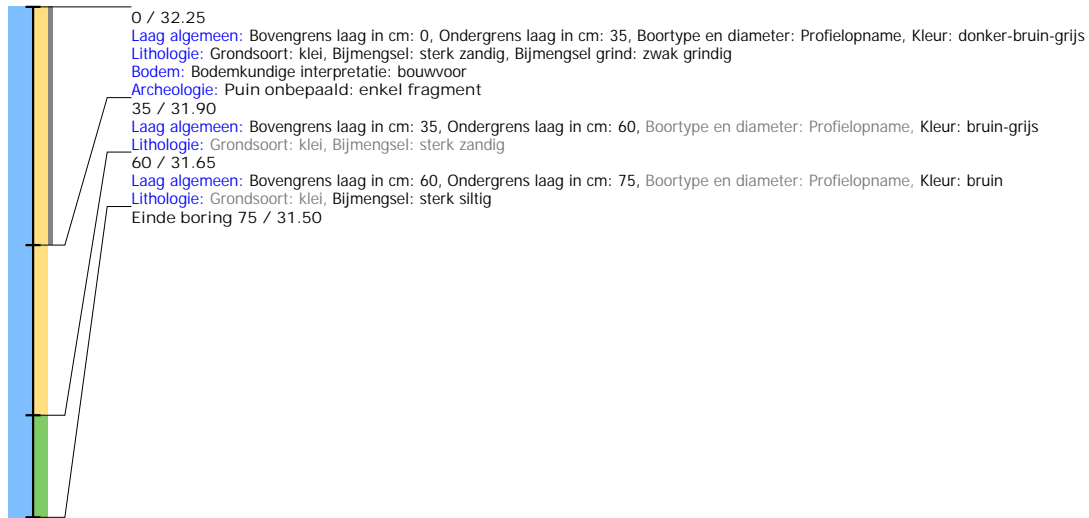 0 / 32.25
Laag algemeen: Bovengrens laag in cm: 0, Ondergrens laag in cm: 35, Boortype en diameter: Profielopname, Kleur: donker-bruin-grijs
Lithologie: Grondsoort: klei, Bijmengsel: sterk zandig, Bijmengsel grind: zwak grindig
Bodem: Bodemkundige interpretatie: bouwvoor
Archeologie: Puin onbepaald: enkel fragment
35 / 31.90
Laag algemeen: Bovengrens laag in cm: 35, Ondergrens laag in cm: 60, Boortype en diameter: Profielopname, Kleur: bruin-grijs
Lithologie: Grondsoort: klei, Bijmengsel: sterk zandig
60 / 31.65
Laag algemeen: Bovengrens laag in cm: 60, Ondergrens laag in cm: 75, Boortype en diameter: Profielopname, Kleur: bruin
Lithologie: Grondsoort: klei, Bijmengsel: sterk siltig
Einde boring 75 / 31.50